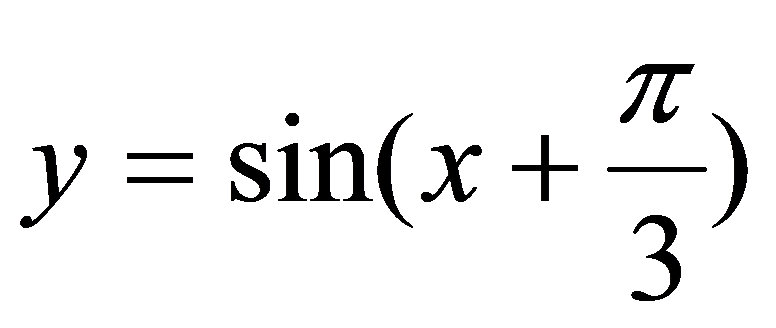 y = sin(x + π/3)